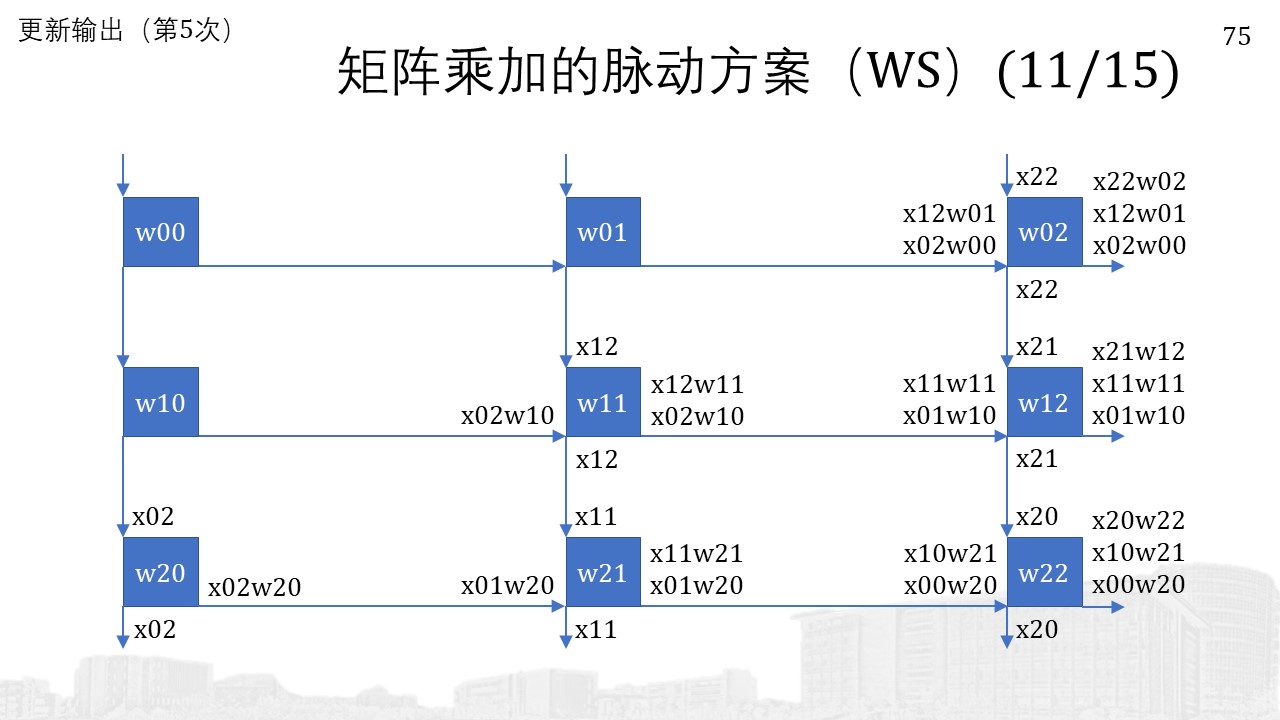 更新输出（第5次）
75
矩阵乘加的脉动方案（WS）(11/15)
x22
x22w02
x12w01
x12w01
w00
w01
w02
x02w00
x02w00
x22
x12
x21
x21w12
x12w11
x11w11
x11w11
w10
x02w10
w11
x02w10
x01w10
w12
x01w10
x12
x21
x02
x11
x20
x20w22
x11w21
x10w21
x10w21
w20
x02w20
x01w20
w21
x01w20
x00w20
w22
x00w20
x02
x11
x20